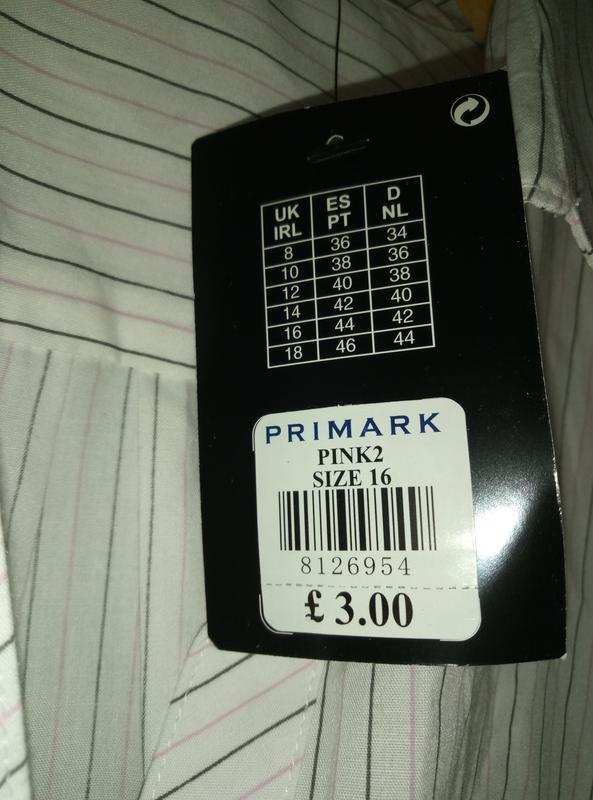 UK IRL ES PT D NL
8 36 34
10 38 36
12 40 38
14 42 40
16 44 42
18 46 44
PRIMARK
PINK2
SIZE 16
8126954
£ 3.00